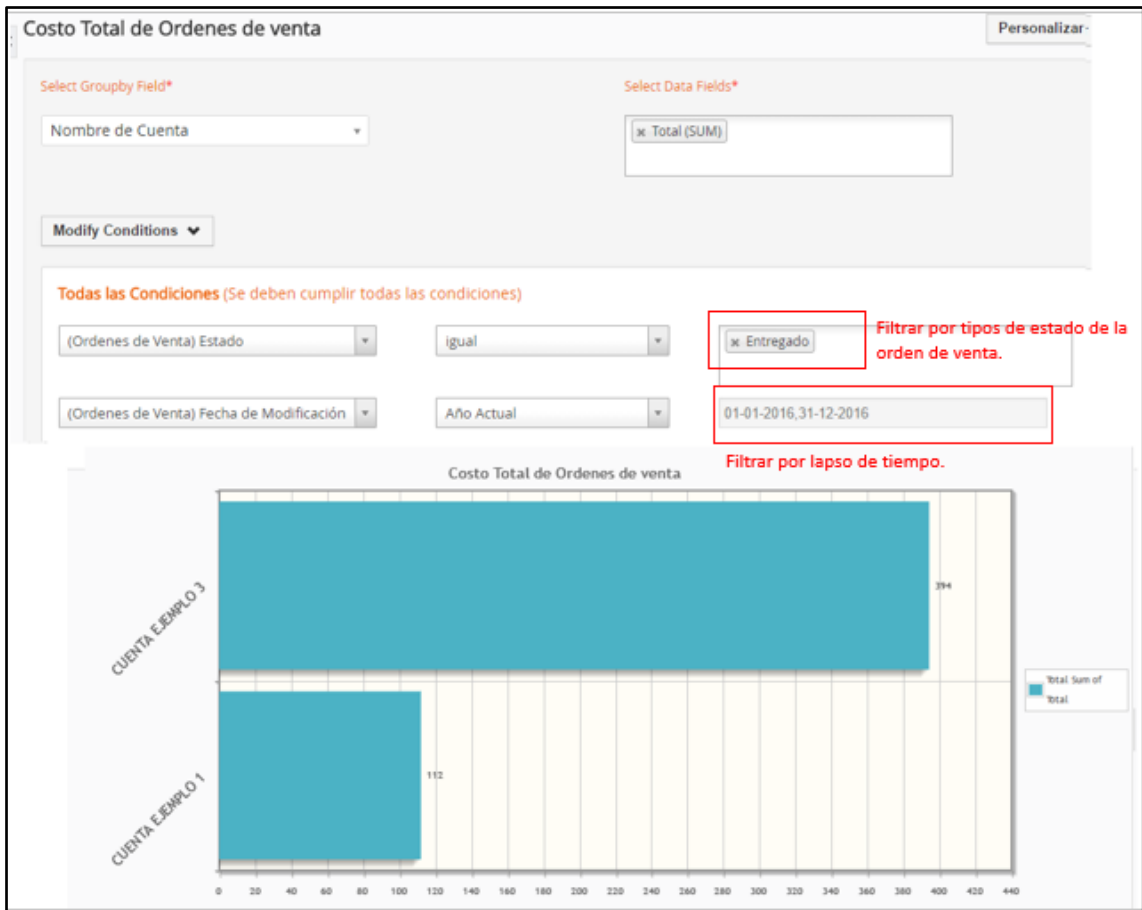 Costo Total de Ordenes de venta
Personalizar
Select Groupby Field*
Select Data Fields*
Nombre de Cuenta
× Total (SUM)
Modify Conditions
Todas las Condiciones (Se deben cumplir todas las condiciones)
(Ordenes de Venta) Estado
igual
× Entregado
Filtrar por tipos de estado de la
orden de venta.
(Ordenes de Venta) Fecha de Modificación
Año Actual
01-01-2016,31-12-2016
Filtrar por lapso de tiempo.
Costo Total de Ordenes de venta
CUENTA EJEMPLO 3
394
Total Sum of
Total
CUENTA EJEMPLO 1
112
0 20 40 60 80 100 120 140 160 180 200 220 240 260 280 300 320 340 360 380 400 420 440